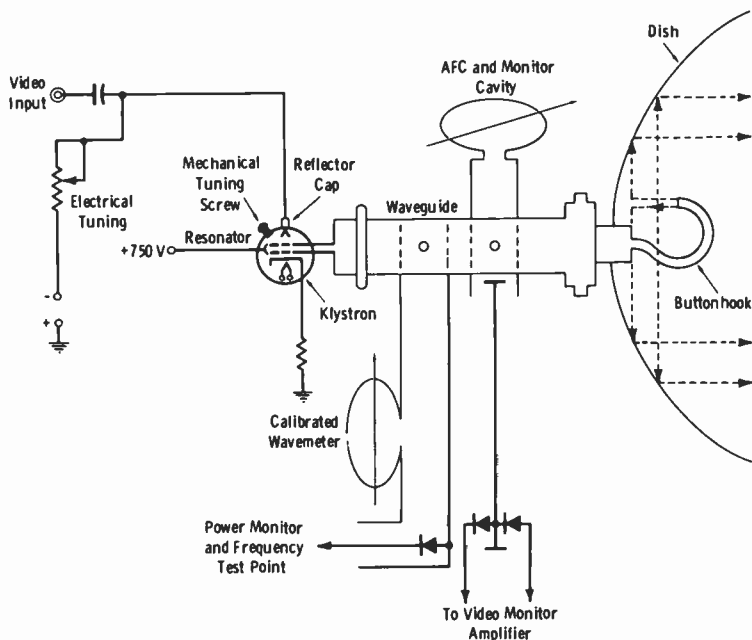 Dish
AFC and Monitor
Cavity
Video
Input
Mechanical
Tuning
Screw
Reflector
Cap
Electrical
Tuning
Waveguide
+750 V
Resonator
-
+
Klystron
Buttonhook
Calibrated
Wavemeter
Power Monitor
and Frequency
Test Point
To Video Monitor
Amplifier